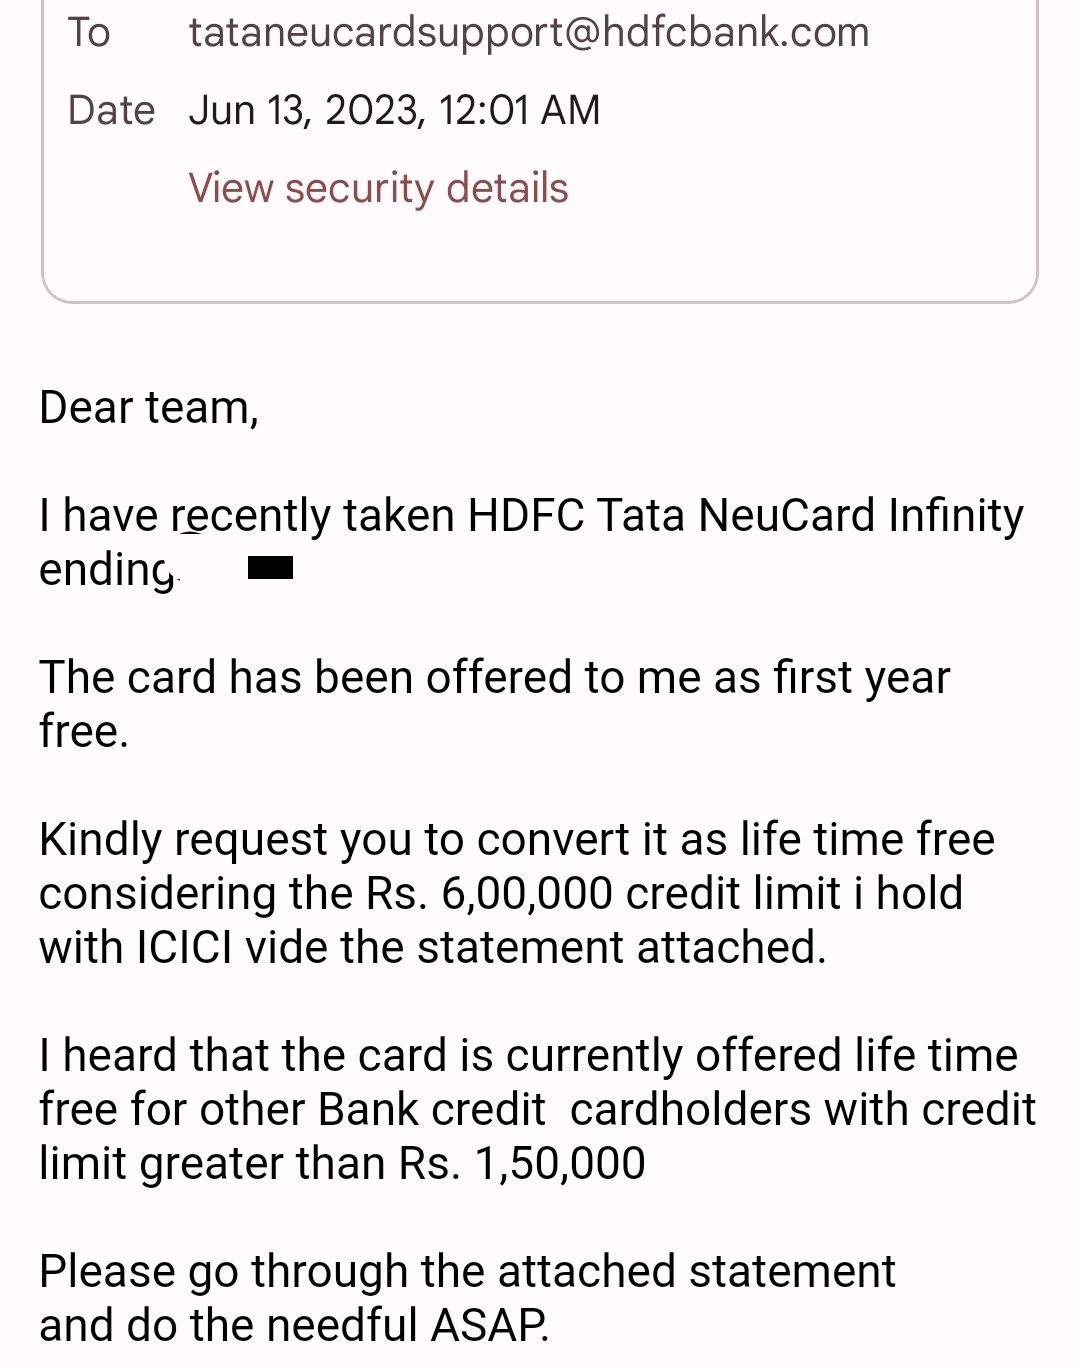 To tataneucardsupport@hdfcbank.com
Date Jun 13, 2023, 12:01 AM
View security details
Dear team,
I have recently taken HDFC Tata NeuCard Infinity
ending
The card has been offered to me as first year
free.
Kindly request you to convert it as life time free
considering the Rs. 6,00,000 credit limit i hold
with ICICI vide the statement attached.
I heard that the card is currently offered life time
free for other Bank credit  cardholders with credit
limit greater than Rs. 1,50,000
Please go through the attached statement
and do the needful ASAP.